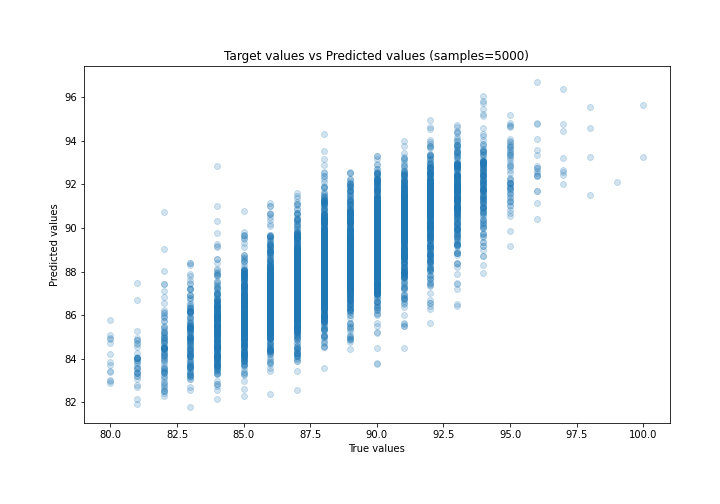 Target values vs Predicted values (samples=5000)
Predicted values
96
94
92
90
88
86
84
82
80.0 82.5 85.0 87.5 90.0 92.5 95.0 97.5 100.0
True values